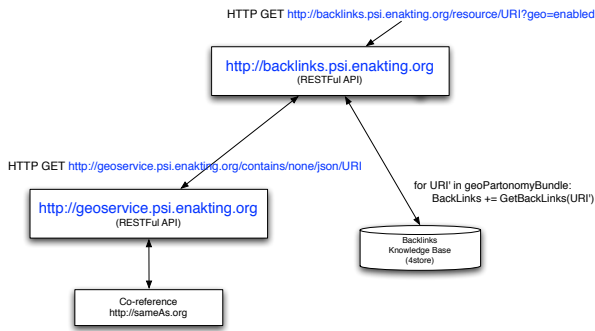 HTTP GET http://backlinks.psi.enakting.org/resource/URI?geo=enabled
http://backlinks.psi.enakting.org
(RESTFul API)
HTTP GET http://geoservice.psi.enakting.org/contains/none/json/URI
for URI' in geoPartonomyBundle:
BackLinks += GetBackLinks(URI')
http://geoservice.psi.enakting.org
(RESTFul API)
Backlinks
Knowledge Base
(4store)
Co-reference
http://sameAs.org